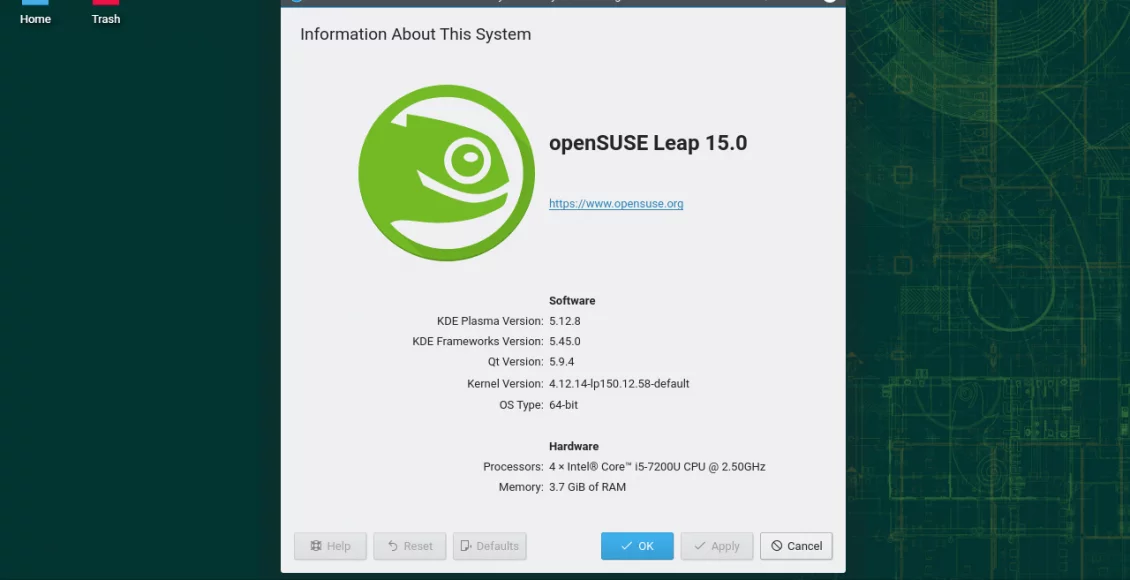 Home
Trash
Information About This System
openSUSE Leap 15.0
https://www.opensuse.org
Software
KDE Plasma Version: 5.12.8
KDE Frameworks Version: 5.45.0
Qt Version: 5.9.4
Kernel Version: 4.12.14-lp150.12.58-default
OS Type: 64-bit
Hardware
Processors: 4 × Intel® Core™ i5-7200U CPU @ 2.50GHz
Memory: 3.7 GiB of RAM
Help
Reset
Defaults
OK
Apply
Cancel